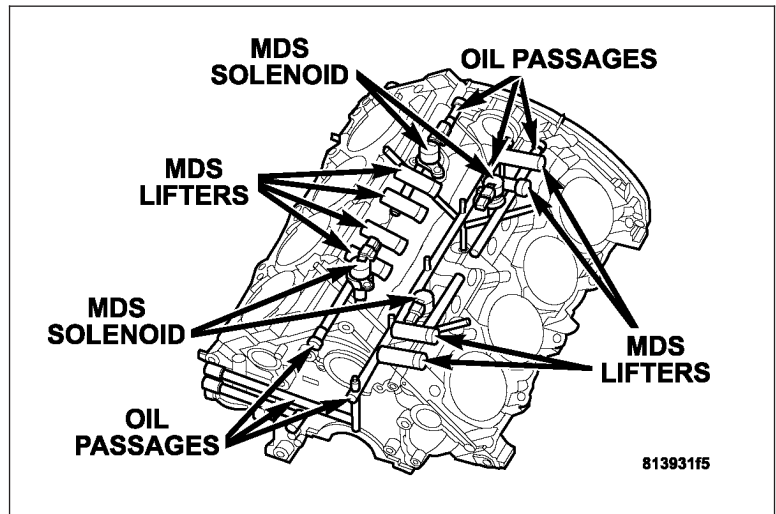 MDS
SOLENOID
OIL PASSAGES
MDS
LIFTERS
MDS
SOLENOID
MDS
LIFTERS
OIL
PASSAGES
813931f5